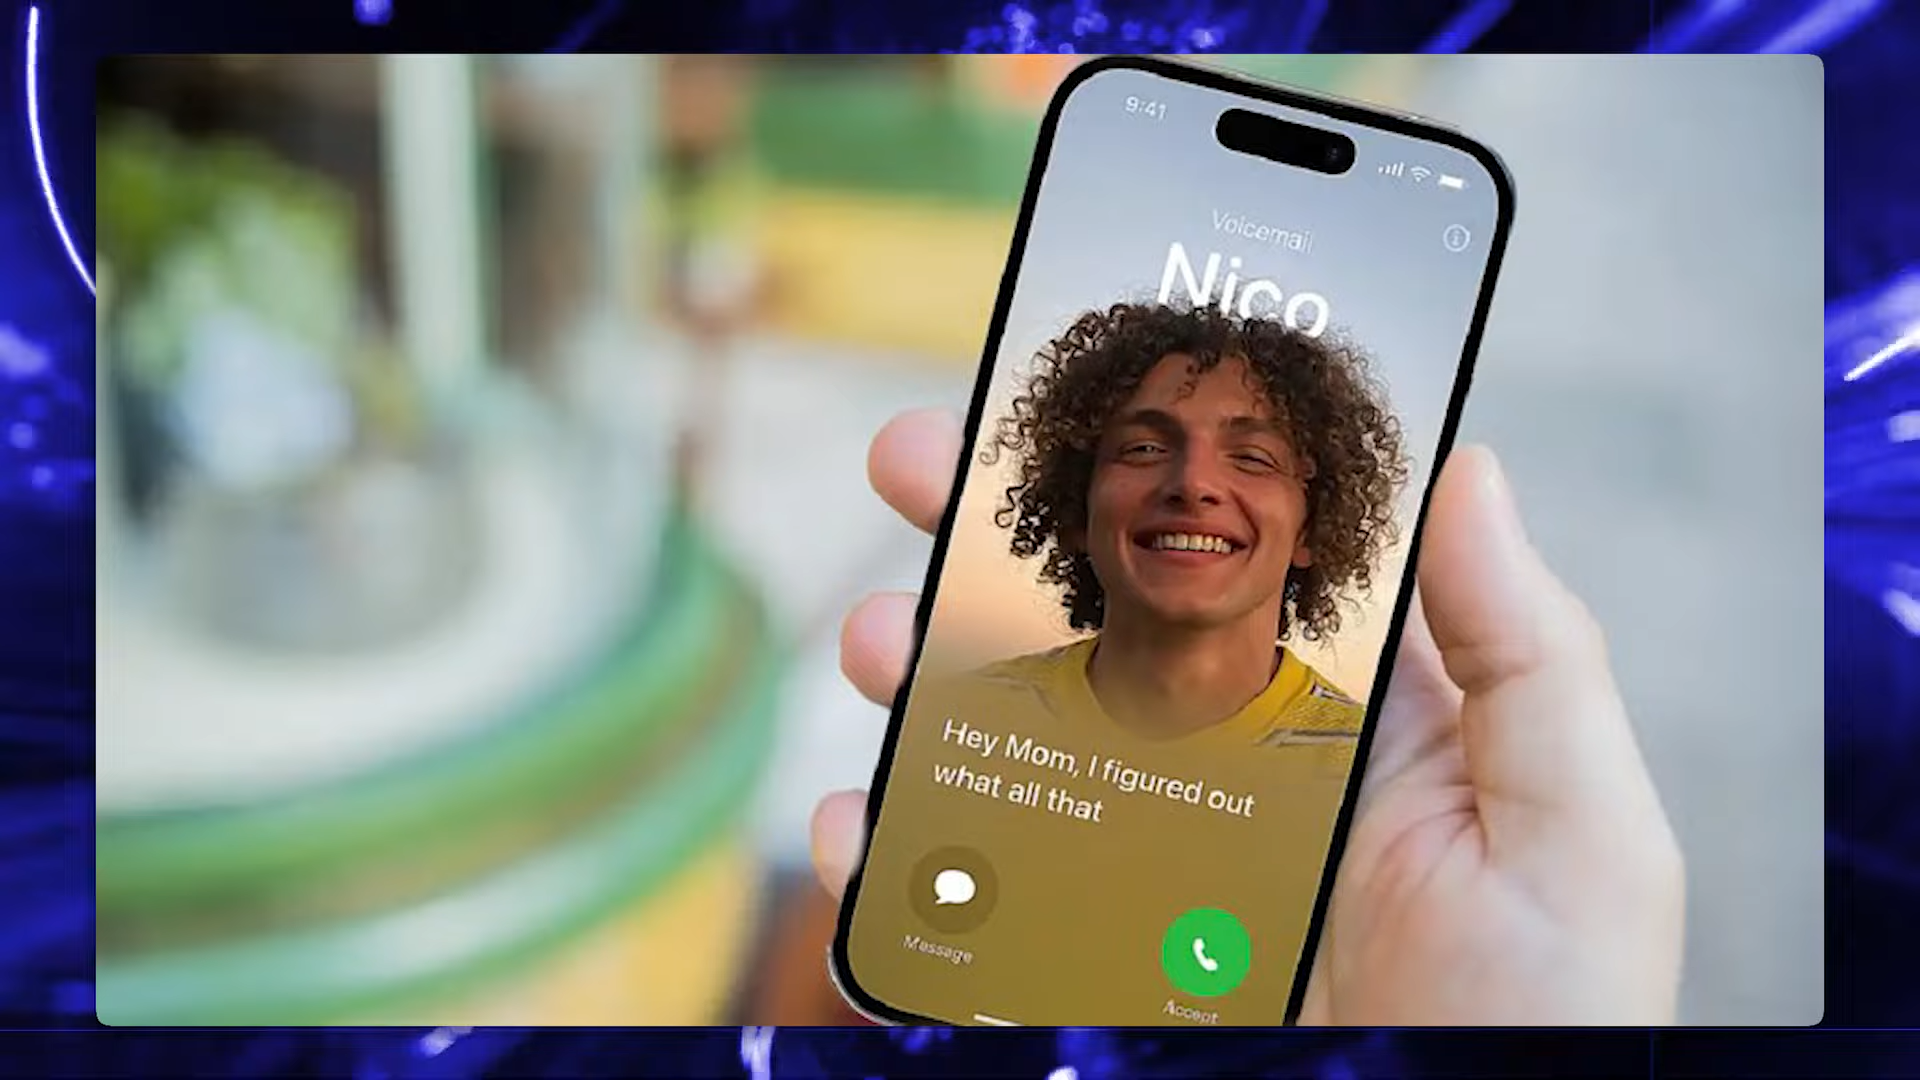 9:41
Voicemail
Nico
Hey Mom, I figured out
what all that
Message
Accept